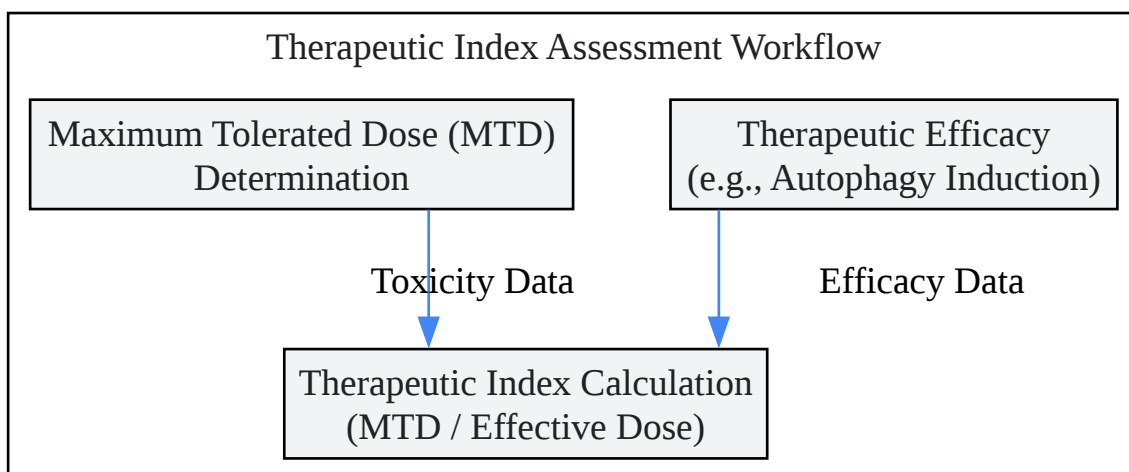 Therapeutic Index Assessment Workflow
Maximum Tolerated Dose (MTD)
Determination
Therapeutic Efficacy
(e.g., Autophagy Induction)
Toxicity Data
Efficacy Data
Therapeutic Index Calculation
(MTD / Effective Dose)